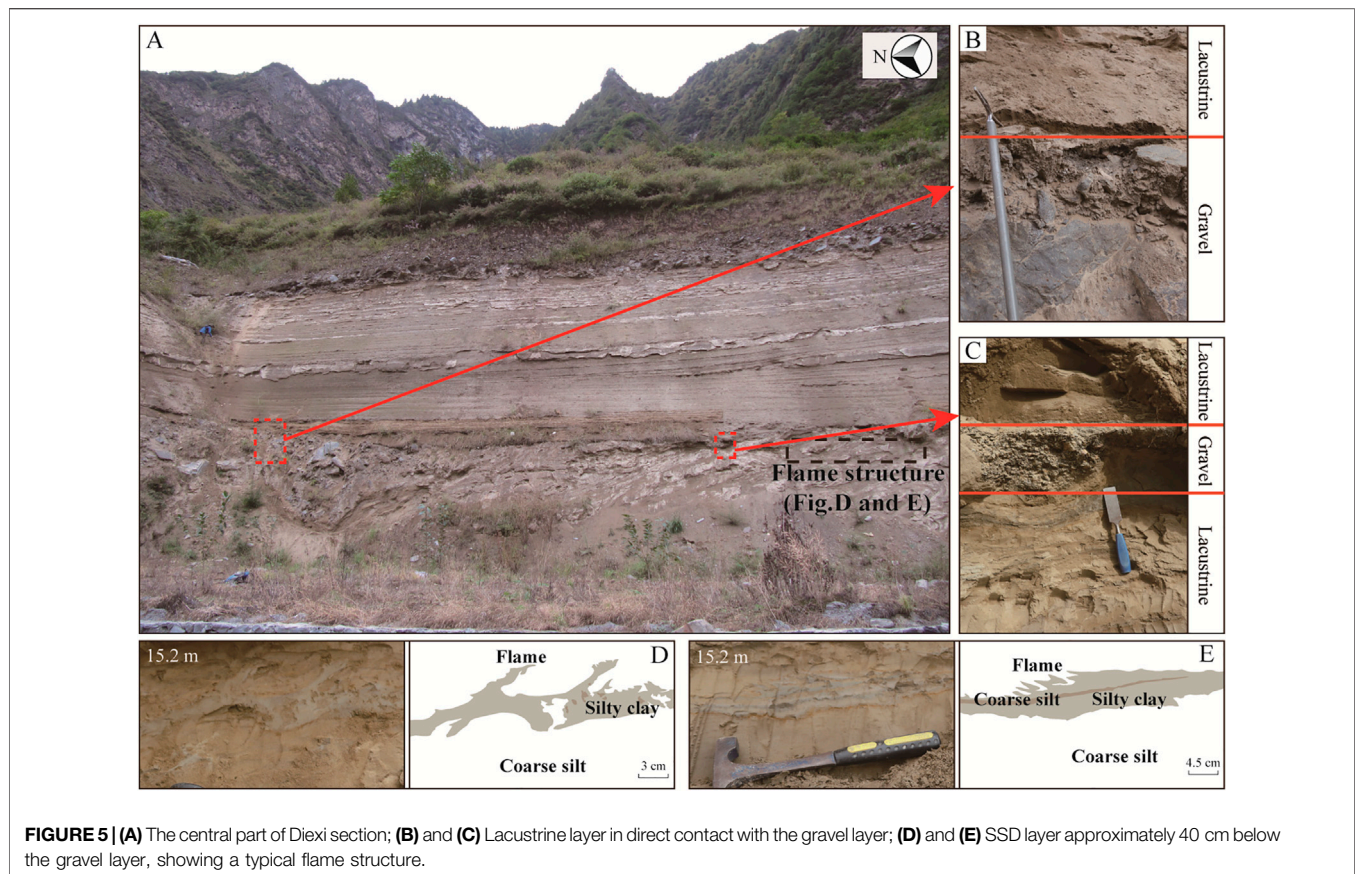 A
N
Flame structure
(Fig.D and E)
B
Lacustrine
Gravel
C
Lacustrine
Gravel
Lacustrine
15.2 m
D
Flame
Silty clay
Coarse silt
3 cm
15.2 m
E
Flame
Coarse silt
Silty clay
Coarse silt
4.5 cm
FIGURE 5 | (A) The central part of Diexi section; (B) and (C) Lacustrine layer in direct contact with the gravel layer; (D) and (E) SSD layer approximately 40 cm below
the gravel layer, showing a typical flame structure.